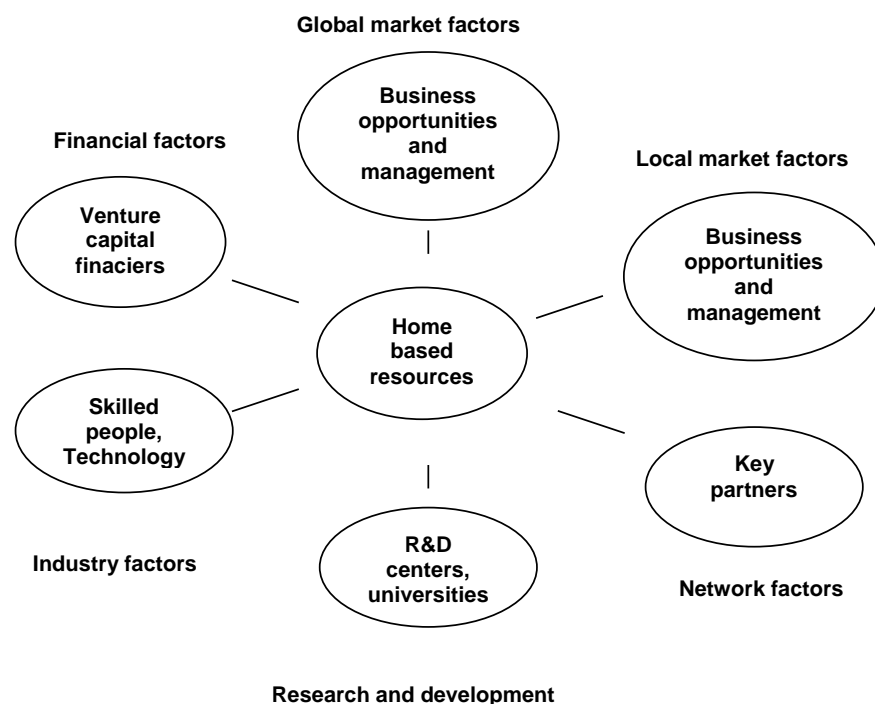 Global market factors
Business
opportunities
and
management
Financial factors
Venture
capital
finaciers
Local market factors
Business
opportunities
and
management
Home
based
resources
Skilled
people,
Technology
Key
partners
Industry factors
R&D
centers,
universities
Network factors
Research and development